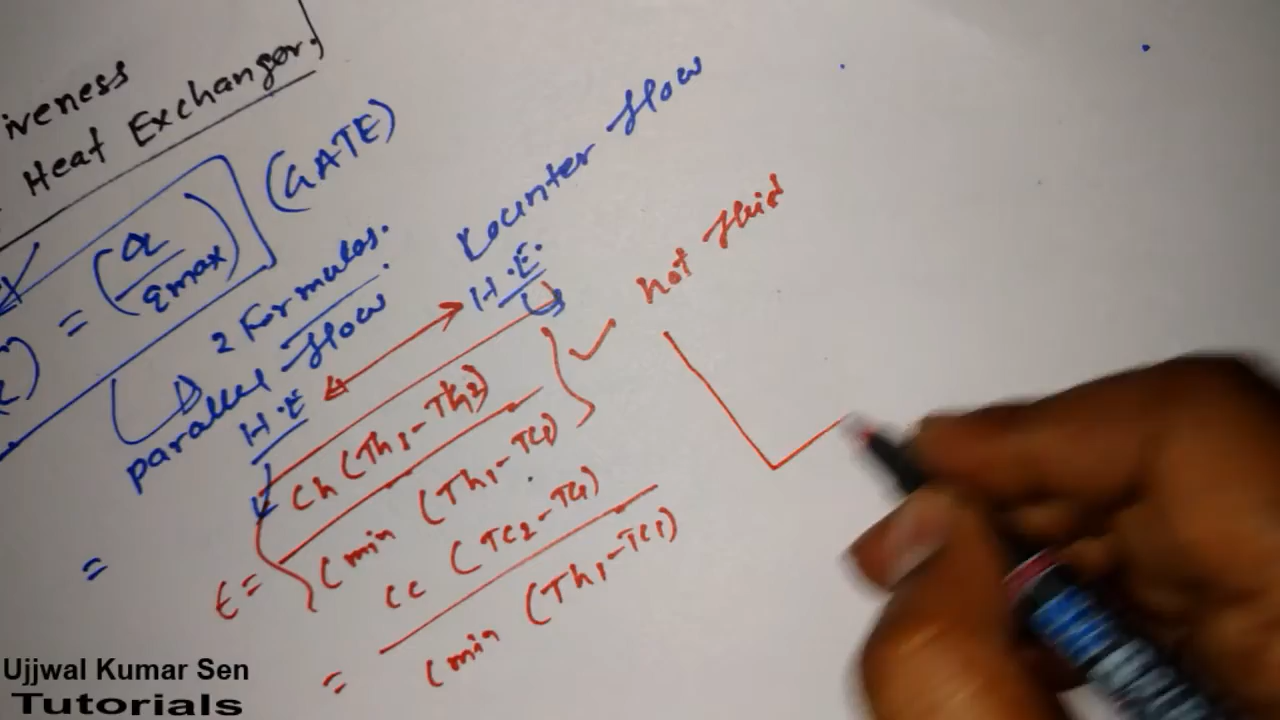 iveness
Heat Exchanger.
= (Q / qmax) (GATE)
2 Formulas.
parallel flow
H.E
Counter flow
H.E.
hot fluid
=
ε = Ch (Th1 - Th2)
Cmin (Th1 - Tc1)
= Cc (Tc2 - Tc1)
Cmin (Th1 - Tc1)
Ujjwal Kumar Sen
Tutorials